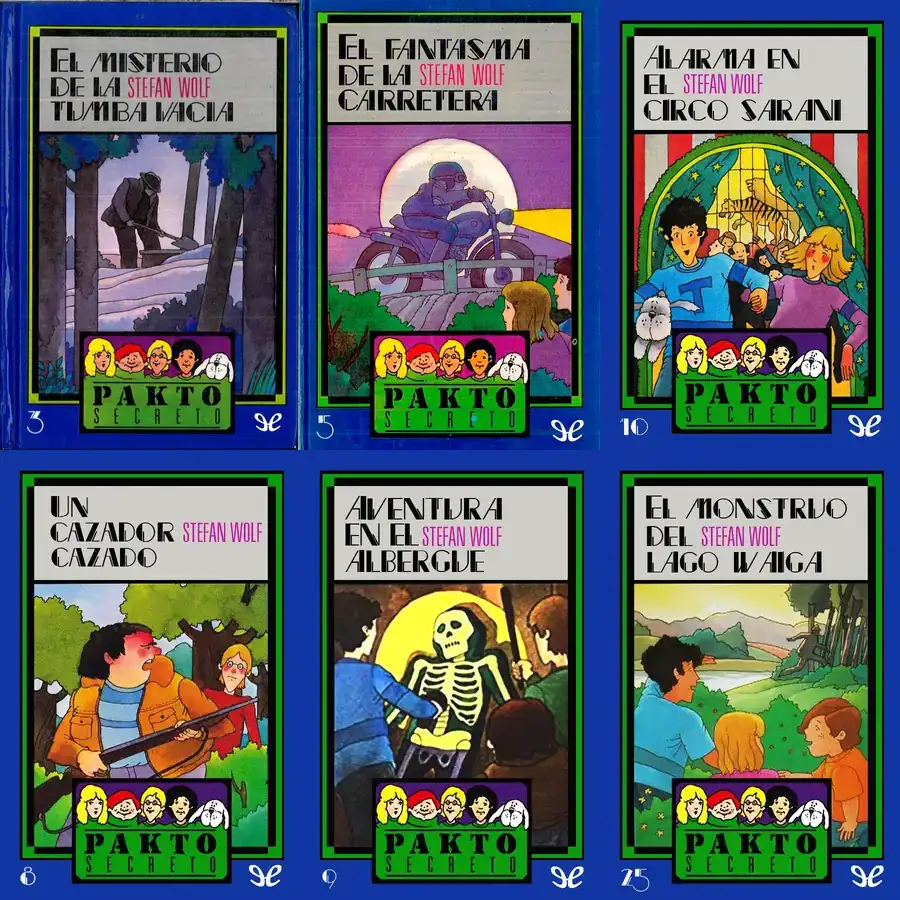 EL MISTERIO
DE LA STEFAN WOLF
TUMBA VACIA
PAKTO
SECRETO
3
EL FANTASMA
DE LA STEFAN WOLF
CARRETERA
PAKTO
SECRETO
5
ALARMA EN
EL STEFAN WOLF
CIRCO SARANI
T
PAKTO
SECRETO
10
UN
CAZADOR STEFAN WOLF
CAZADO
PAKTO
SECRETO
8
AVENTURA
EN EL STEFAN WOLF
ALBERGUE
PAKTO
SECRETO
9
EL MONSTRUO
DEL STEFAN WOLF
LAGO WAIGA
PAKTO
SECRETO
25